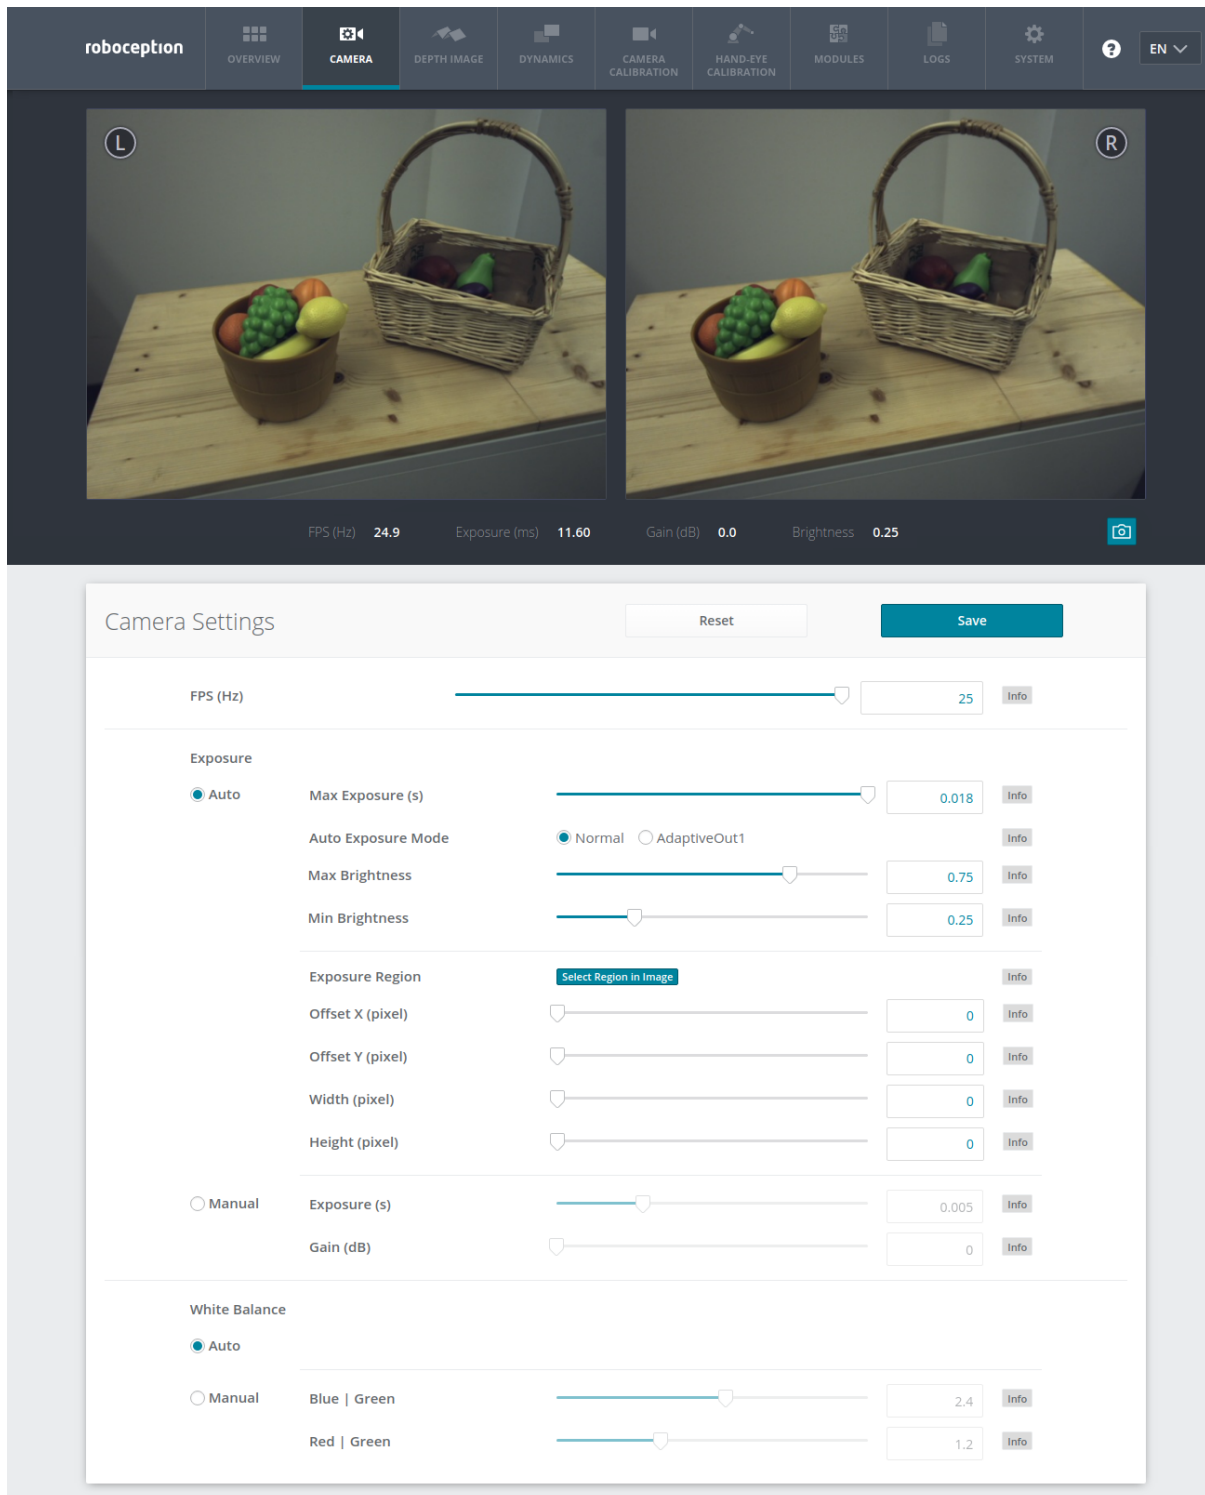 roboception
OVERVIEW
CAMERA
DEPTH IMAGE
DYNAMICS
CAMERA
CALIBRATION
HAND-EYE
CALIBRATION
MODULES
LOGS
SYSTEM
?
EN
L
R
FPS (Hz) 24.9 Exposure (ms) 11.60 Gain (dB) 0.0 Brightness 0.25
Camera Settings Reset Save
FPS (Hz) 25 Info
Exposure
Auto Max Exposure (s) 0.018 Info
Auto Exposure Mode Normal AdaptiveOut1 Info
Max Brightness 0.75 Info
Min Brightness 0.25 Info
Exposure Region Select Region in Image Info
Offset X (pixel) 0 Info
Offset Y (pixel) 0 Info
Width (pixel) 0 Info
Height (pixel) 0 Info
Manual Exposure (s) 0.005 Info
Gain (dB) 0 Info
White Balance
Auto
Manual Blue | Green 2.4 Info
Red | Green 1.2 Info